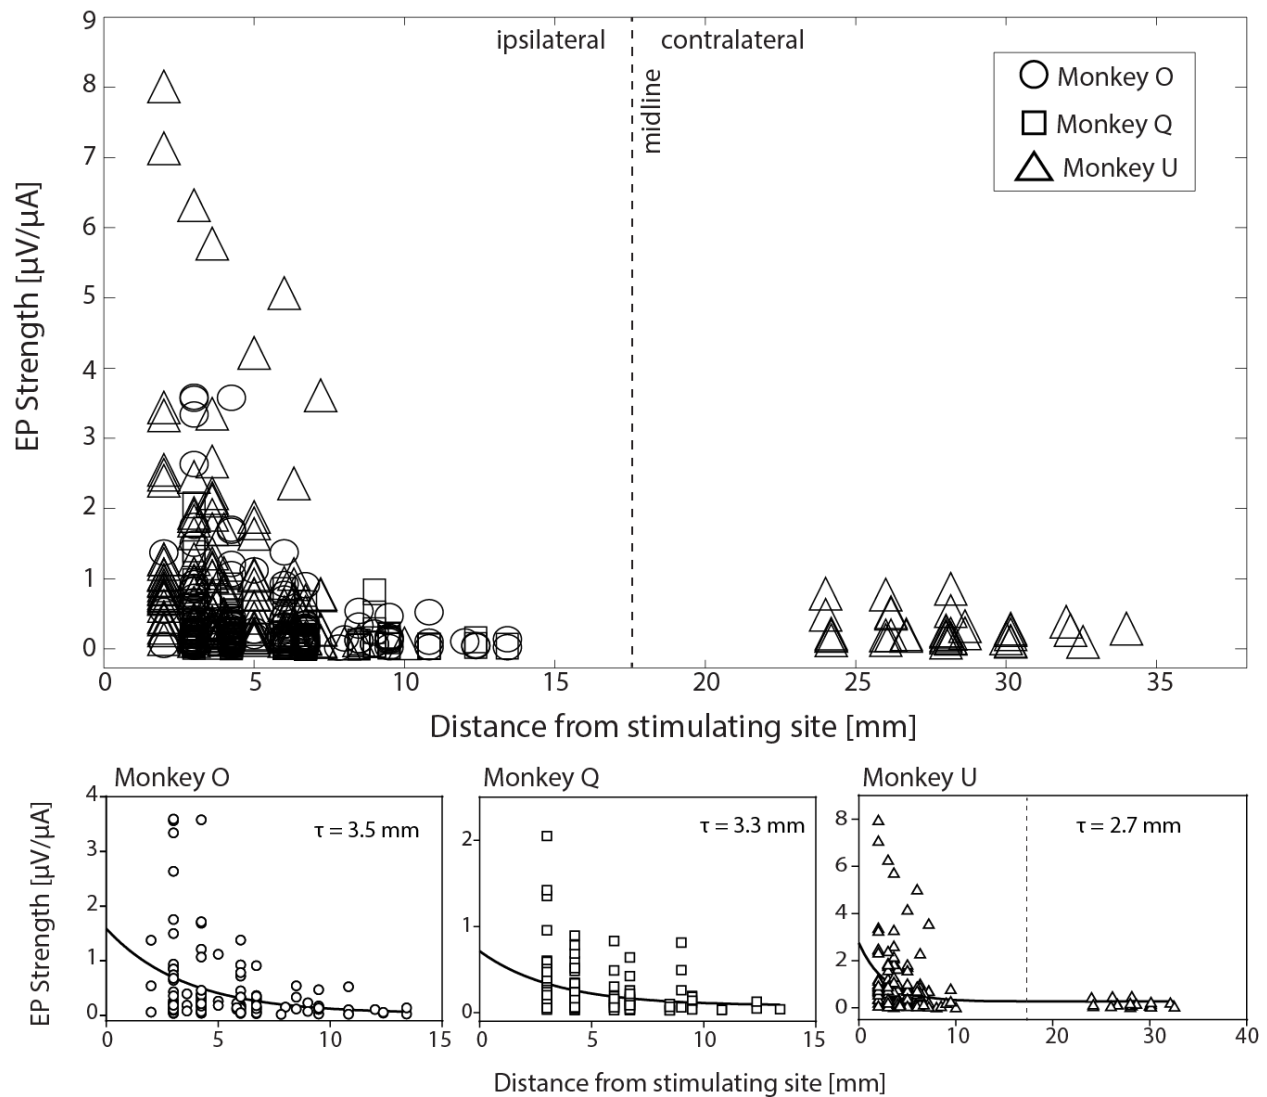 9
8
7
6
5
4
3
2
1
0
EP Strength [μV/μA]
ipsilateral
contralateral
midline
Monkey O
Monkey Q
Monkey U
0 5 10 15 20 25 30 35
Distance from stimulating site [mm]
Monkey O
τ = 3.5 mm
4
3
2
1
0
EP Strength [μV/μA]
0 5 10 15
Monkey Q
τ = 3.3 mm
2
1
0
0 5 10 15
Monkey U
τ = 2.7 mm
8
6
4
2
0
0 10 20 30 40
Distance from stimulating site [mm]